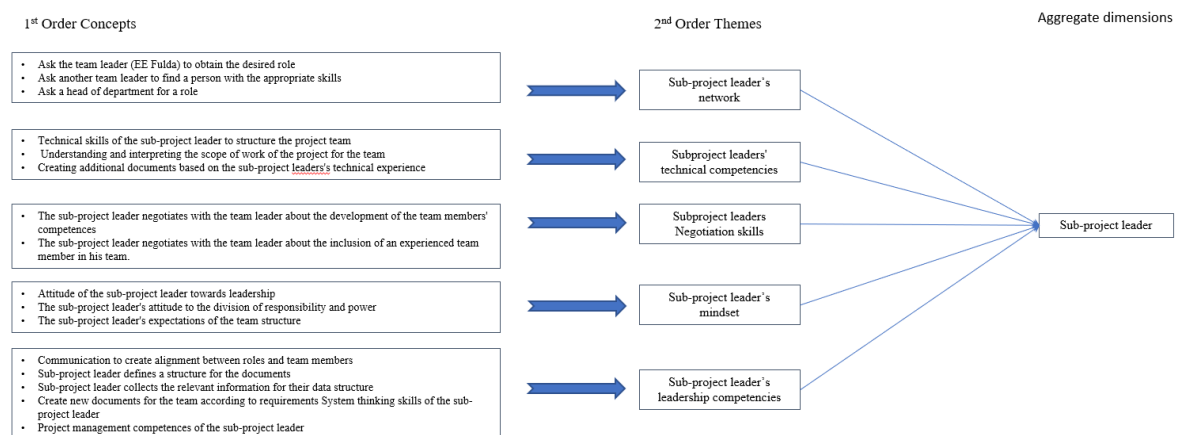 1st Order Concepts
2nd Order Themes
Aggregate dimensions
• Ask the team leader (EE Fulda) to obtain the desired role
• Ask another team leader to find a person with the appropriate skills
• Ask a head of department for a role
Sub-project leader's
network
• Technical skills of the sub-project leader to structure the project team
• Understanding and interpreting the scope of work of the project for the team
• Creating additional documents based on the sub-project leaders's technical experience
Subproject leaders'
technical competencies
• The sub-project leader negotiates with the team leader about the development of the team members'
competences
• The sub-project leader negotiates with the team leader about the inclusion of an experienced team
member in his team.
Subproject leaders
Negotiation skills
Sub-project leader
• Attitude of the sub-project leader towards leadership
• The sub-project leader's attitude to the division of responsibility and power
• The sub-project leader's expectations of the team structure
Sub-project leader's
mindset
• Communication to create alignment between roles and team members
• Sub-project leader defines a structure for the documents
• Sub-project leader collects the relevant information for their data structure
• Create new documents for the team according to requirements System thinking skills of the sub-
project leader
• Project management competences of the sub-project leader
Sub-project leader's
leadership competencies